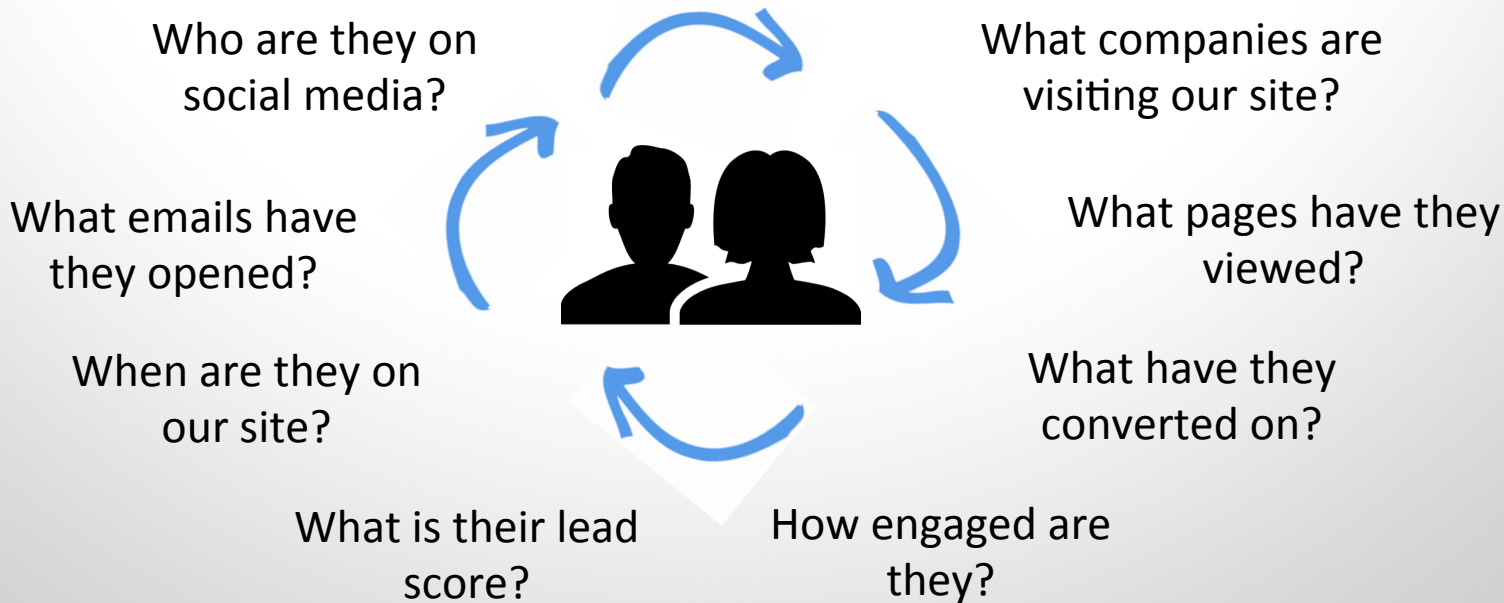 Who are they on
social media?
What companies are
visiting our site?
What emails have
they opened?
What pages have they
viewed?
When are they on
our site?
What have they
converted on?
What is their lead
score?
How engaged are
they?